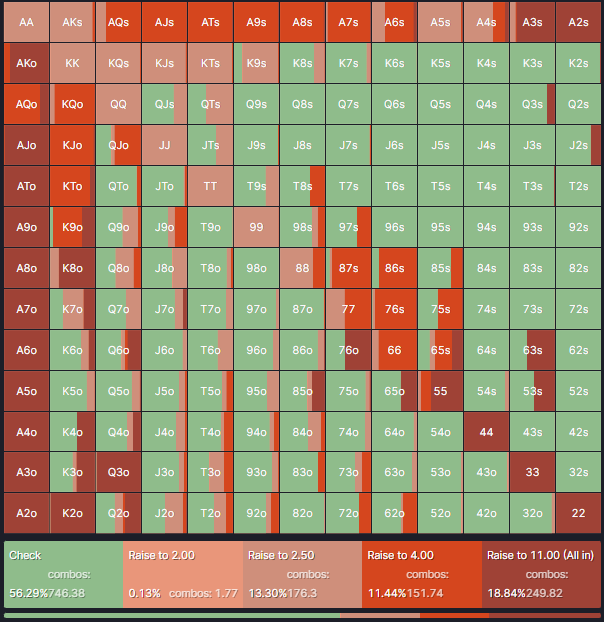 AA AKs AQs AJs ATs A9s A8s A7s A6s A5s A4s A3s A2s
AKo KK KQs KJs KTs K9s K8s K7s K6s K5s K4s K3s K2s
AQo KQo QQ QJs QTs Q9s Q8s Q7s Q6s Q5s Q4s Q3s Q2s
AJo KJo QJo JJ JTs J9s J8s J7s J6s J5s J4s J3s J2s
ATo KTo QTo JTo TT T9s T8s T7s T6s T5s T4s T3s T2s
A9o K9o Q9o J9o T9o 99 98s 97s 96s 95s 94s 93s 92s
A8o K8o Q8o J8o T8o 98o 88 87s 86s 85s 84s 83s 82s
A7o K7o Q7o J7o T7o 97o 87o 77 76s 75s 74s 73s 72s
A6o K6o Q6o J6o T6o 96o 86o 76o 66 65s 64s 63s 62s
A5o K5o Q5o J5o T5o 95o 85o 75o 65o 55 54s 53s 52s
A4o K4o Q4o J4o T4o 94o 84o 74o 64o 54o 44 43s 42s
A3o K3o Q3o J3o T3o 93o 83o 73o 63o 53o 43o 33 32s
A2o K2o Q2o J2o T2o 92o 82o 72o 62o 52o 42o 32o 22
Check Raise to 2.00 Raise to 2.50 Raise to 4.00 Raise to 11.00 (All in)
combos: combos: combos: combos:
56.29%746.38 0.13% combos: 1.77 13.30%176.3 11.44%151.74 18.84%249.82